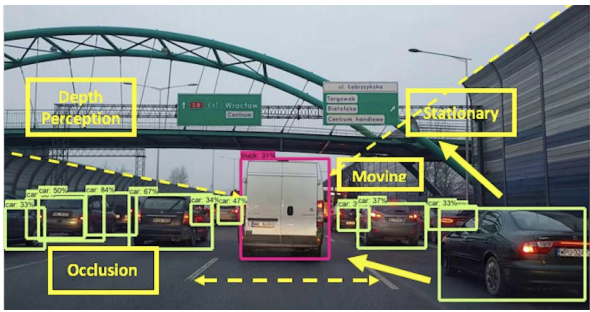 ul. Łabiszyńska
Depth
Perception
S8
Wrocław
Centrum
Targówek
Białołęka
Centrum handlowe
Stationary
Moving
car: 50%
car: 84%
car: 67%
car: 33%
car: 34%
car: 47%
car: 37%
car: 33%
Occlusion